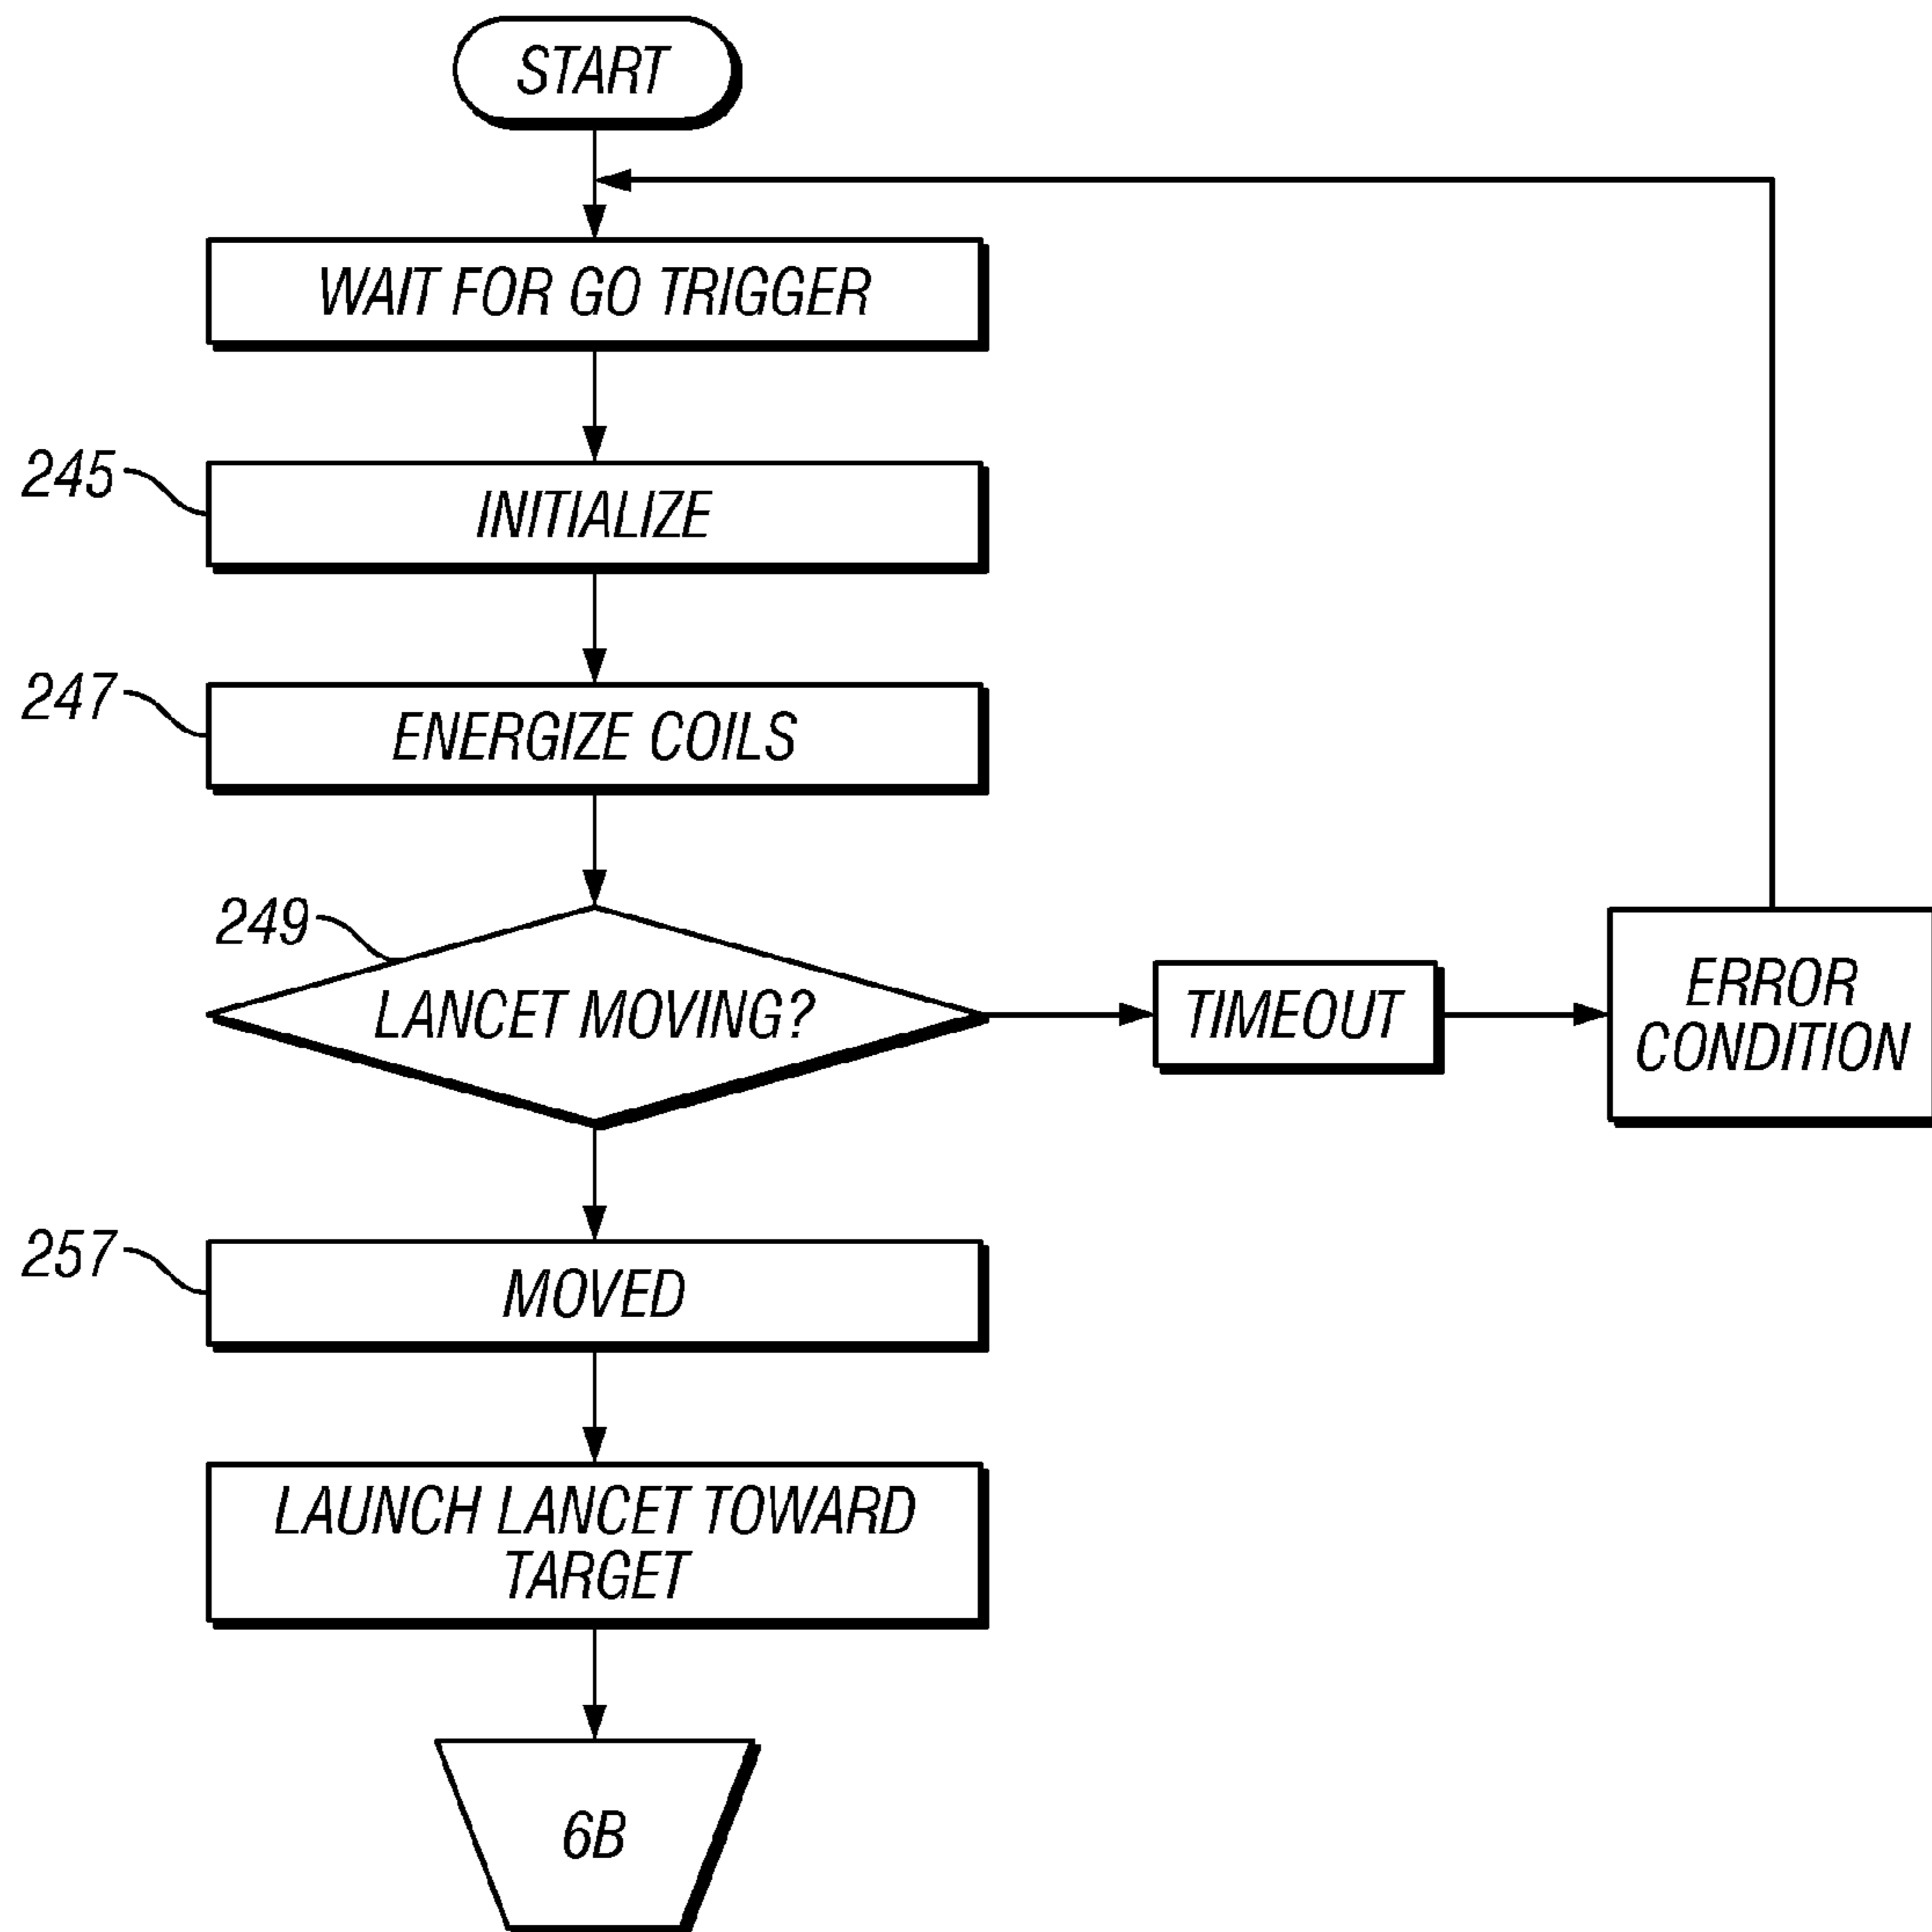 START
WAIT FOR GO TRIGGER
245
INITIALIZE
247
ENERGIZE COILS
249
LANCET MOVING?
TIMEOUT
ERROR
CONDITION
257
MOVED
LAUNCH LANCET TOWARD
TARGET
6B